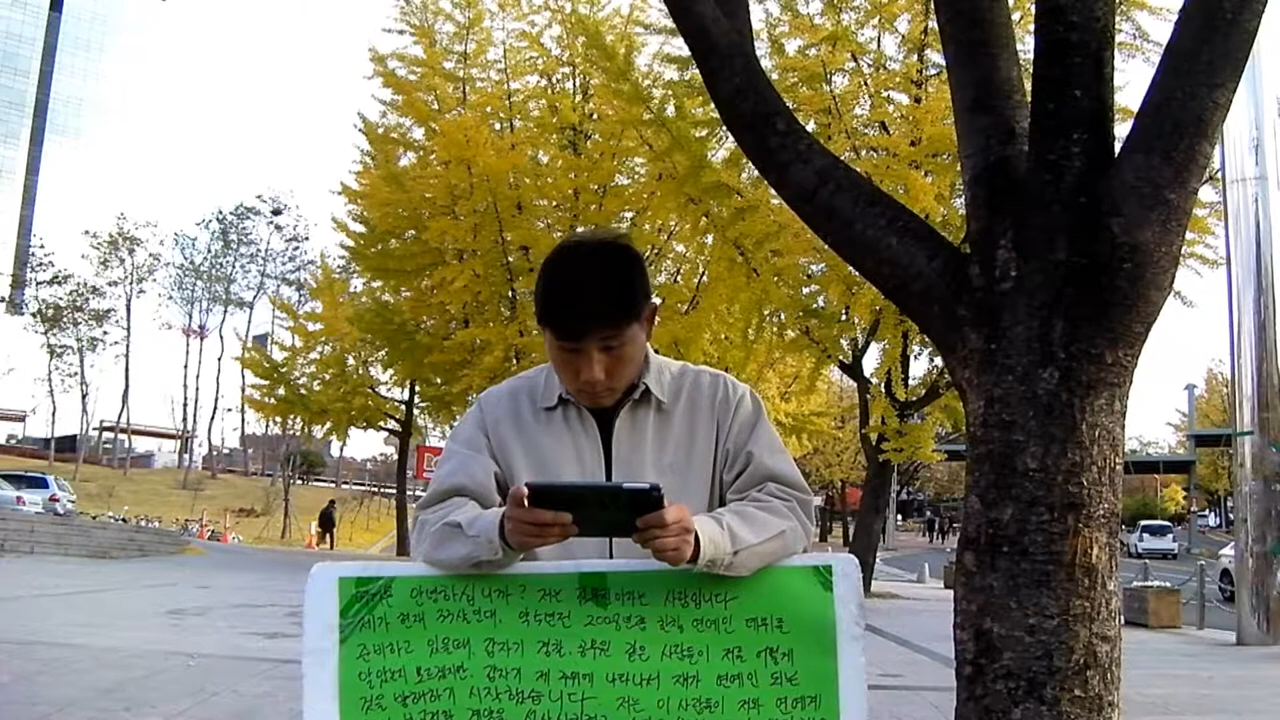 안녕하십니까? 저는 이라는 사람입니다
제가 현재 33살인데, 약5년전 2008년쯤 한참 연예인 데뷔를
준비하고 있을때, 갑자기 경찰, 공무원 같은 사람들이 저를 어떻게
알았는지 모르겠지만, 갑자기 제 주위에 나타나서 제가 연예인 되는
것을 방해하기 시작했습니다. 저는 이 사람들이 저와 연예계